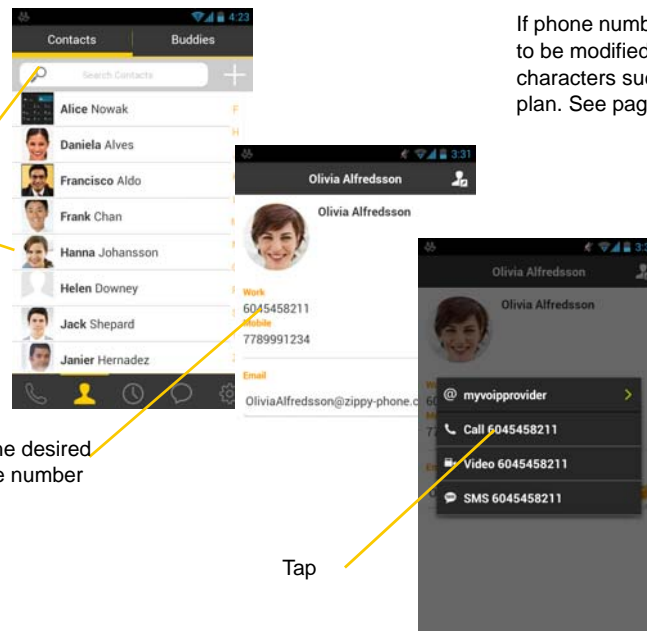 4:23
Contacts Buddies
Search Contacts
Alice Nowak
Daniela Alves
Francisco Aldo
Frank Chan
Hanna Johansson
Helen Downey
Jack Shepard
Janier Hernadez
If phone numb
to be modified
characters suc
plan. See pag
3:31
Olivia Alfredsson
Olivia Alfredsson
Work
6045458211
Mobile
7789991234
Email
OliviaAlfredsson@zippy-phone.c
ne desired
e number
Olivia Alfredsson
Olivia Alfredsson
@ myvoipprovider
Call 6045458211
Video 6045458211
SMS 6045458211
Tap